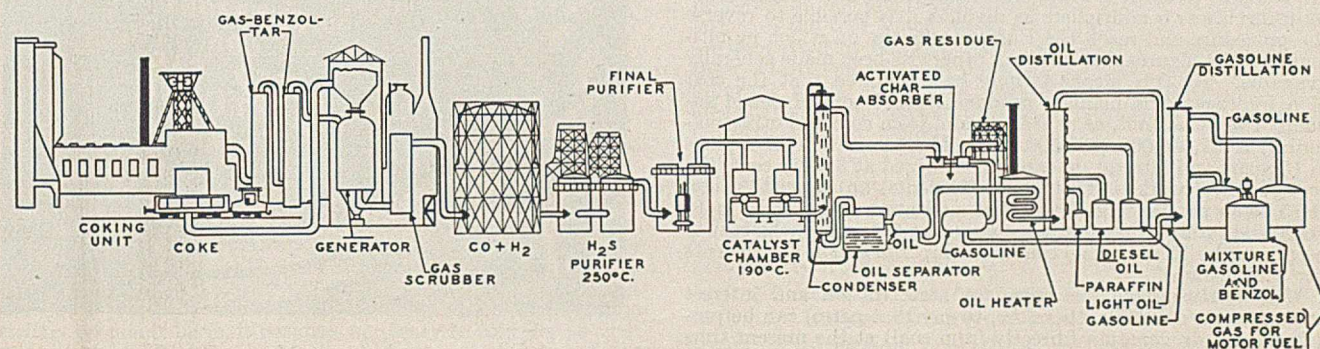 GAS-BENZOL-
TAR
COKING
UNIT
COKE
GENERATOR
GAS
SCRUBBER
CO + H2
H2S
PURIFIER
250°C.
FINAL
PURIFIER
CATALYST
CHAMBER
190°C.
CONDENSER
OIL SEPARATOR
OIL
ACTIVATED
CHAR
ABSORBER
GAS RESIDUE
GASOLINE
OIL HEATER
OIL
DISTILLATION
PARAFFIN
DIESEL
OIL
LIGHT OIL
GASOLINE
GASOLINE
DISTILLATION
GASOLINE
MIXTURE
GASOLINE
AND
BENZOL
COMPRESSED
GAS FOR
MOTOR FUEL